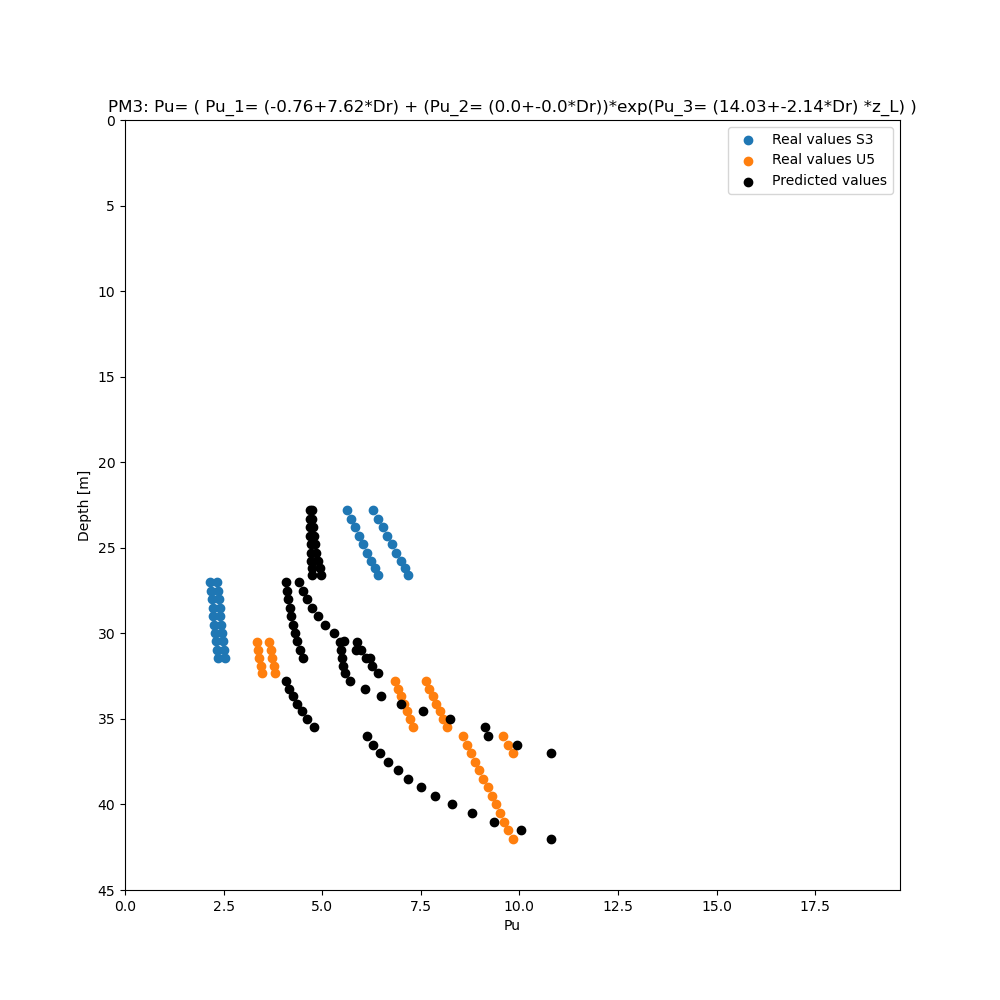 PM3: Pu= ( Pu_1= (-0.76+7.62*Dr) + (Pu_2= (0.0+-0.0*Dr))*exp(Pu_3= (14.03+-2.14*Dr) *z_L) )
Real values S3
Real values U5
Predicted values
Depth [m]
0
5
10
15
20
25
30
35
40
45
0.0 2.5 5.0 7.5 10.0 12.5 15.0 17.5
Pu